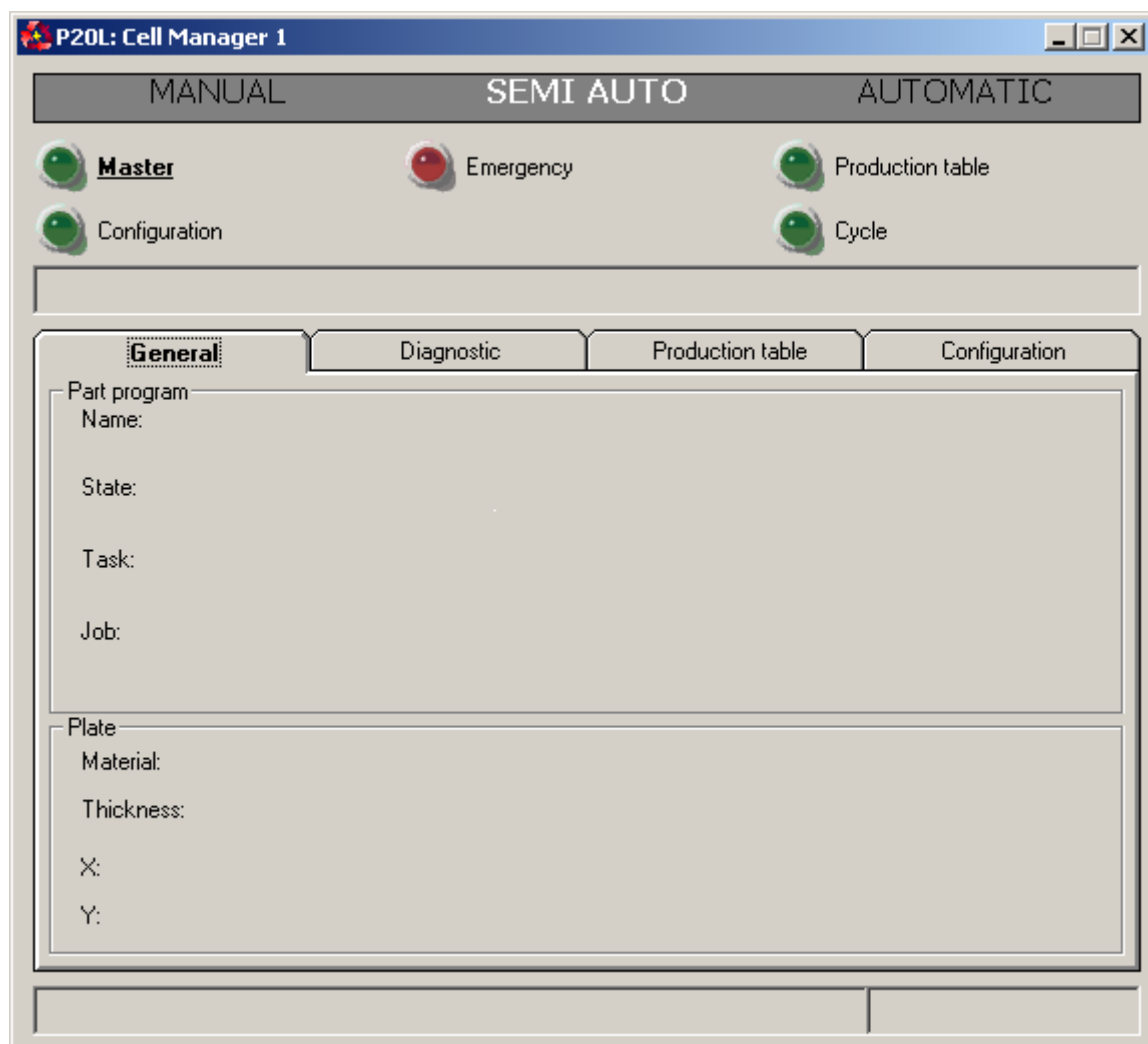 P20L: Cell Manager 1
MANUAL SEMI AUTO AUTOMATIC
Master Emergency Production table
Configuration Cycle
General Diagnostic Production table Configuration
Part program
Name:
State:
Task:
Job:
Plate
Material:
Thickness:
X:
Y: